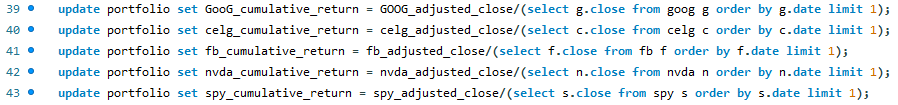 39 update portfolio set GooG_cumulative_return = GOOG_adjusted_close/(select g.close from goog g order by g.date limit 1);
40 update portfolio set celg_cumulative_return = celg_adjusted_close/(select c.close from celg c order by c.date limit 1);
41 update portfolio set fb_cumulative_return = fb_adjusted_close/(select f.close from fb f order by f.date limit 1);
42 update portfolio set nvda_cumulative_return = nvda_adjusted_close/(select n.close from nvda n order by n.date limit 1);
43 update portfolio set spy_cumulative_return = spy_adjusted_close/(select s.close from spy s order by s.date limit 1);